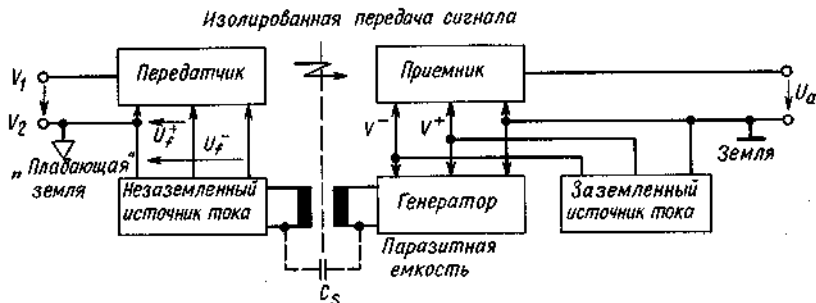 Изолированная передача сигнала
V₁
Передатчик
Приемник
V₂
U_f⁺
U_f⁻
V⁻
V⁺
U_a
„Плавающая“
земля
Земля
Незаземленный
источник тока
Генератор
Заземленный
источник тока
Паразитная
емкость
C_s